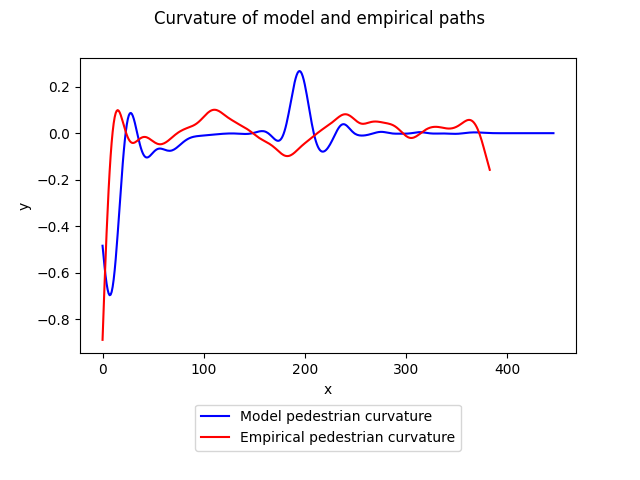 Curvature of model and empirical paths
0.2
0.0
−0.2
−0.4
−0.6
−0.8
y
0 100 200 300 400
x
Model pedestrian curvature
Empirical pedestrian curvature